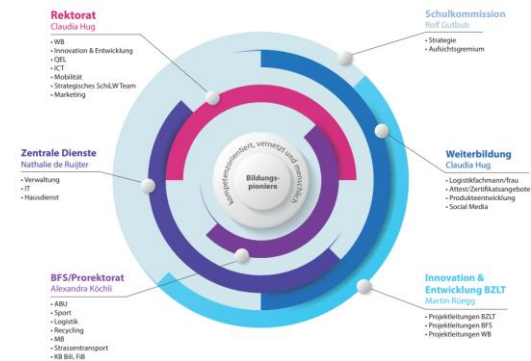 Rektorat
Claudia Hug
• WB
• Innovation & Entwicklung
• QEL
• ICT
• Mobilität
• Strategisches SchiLW Team
• Marketing
Schulkommission
Rolf Gutbub
• Strategie
• Aufsichtsgremium
Zentrale Dienste
Nathalie de Ruijter
• Verwaltung
• IT
• Hausdienst
kompetenzorientiert, vernetzt und menschlich
Bildungs-
pioniere
Weiterbildung
Claudia Hug
• Logistikfachmann/frau
• Attest/Zertifikatsangebote
• Produkteentwicklung
• Social Media
BFS/Prorektorat
Alexandra Köchli
• ABU
• Sport
• Logistik
• Recycling
• MB
• Strassentransport
• KB Bili, FiB
Innovation &
Entwicklung BZLT
Martin Rüegg
• Projektleitungen BZLT
• Projektleitungen BFS
• Projektleitungen WB